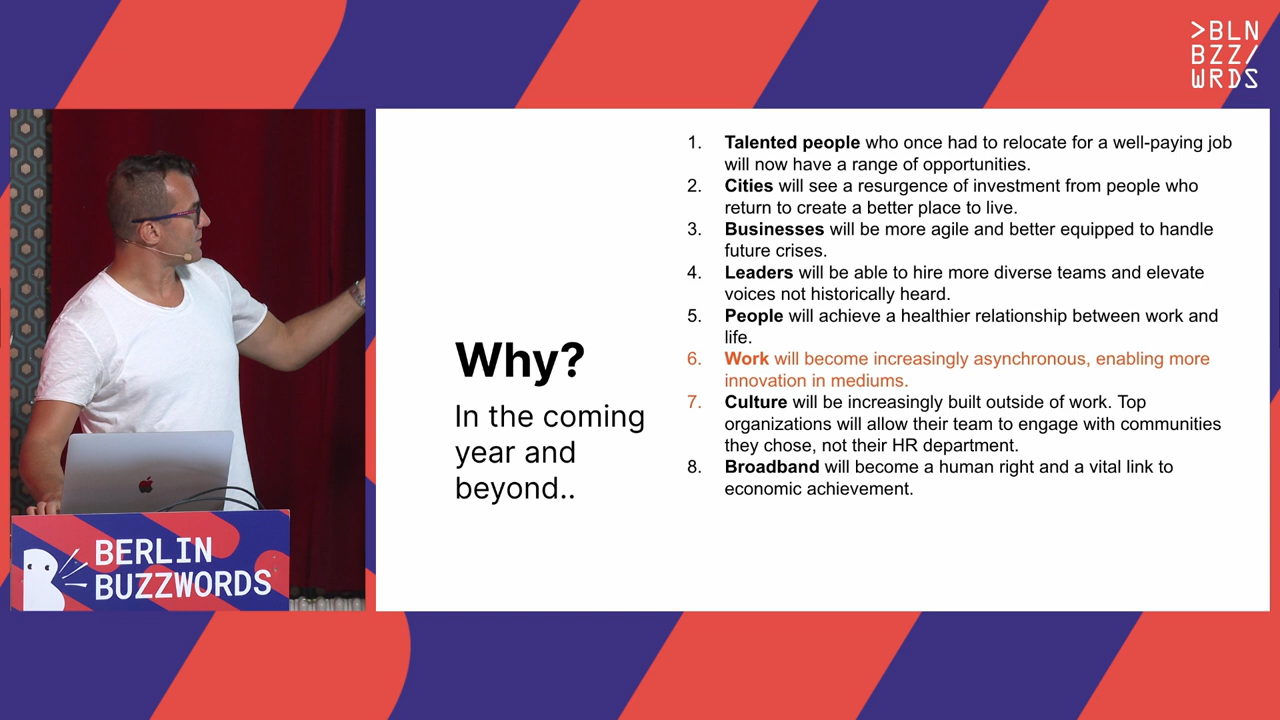 >BLN
BZZ/
WRDS
1. Talented people who once had to relocate for a well-paying job
will now have a range of opportunities.
2. Cities will see a resurgence of investment from people who
return to create a better place to live.
3. Businesses will be more agile and better equipped to handle
future crises.
4. Leaders will be able to hire more diverse teams and elevate
voices not historically heard.
5. People will achieve a healthier relationship between work and
life.
6. Work will become increasingly asynchronous, enabling more
innovation in mediums.
7. Culture will be increasingly built outside of work. Top
organizations will allow their team to engage with communities
they chose, not their HR department.
8. Broadband will become a human right and a vital link to
economic achievement.
Why?
In the coming
year and
beyond..
BERLIN
BUZZWORDS